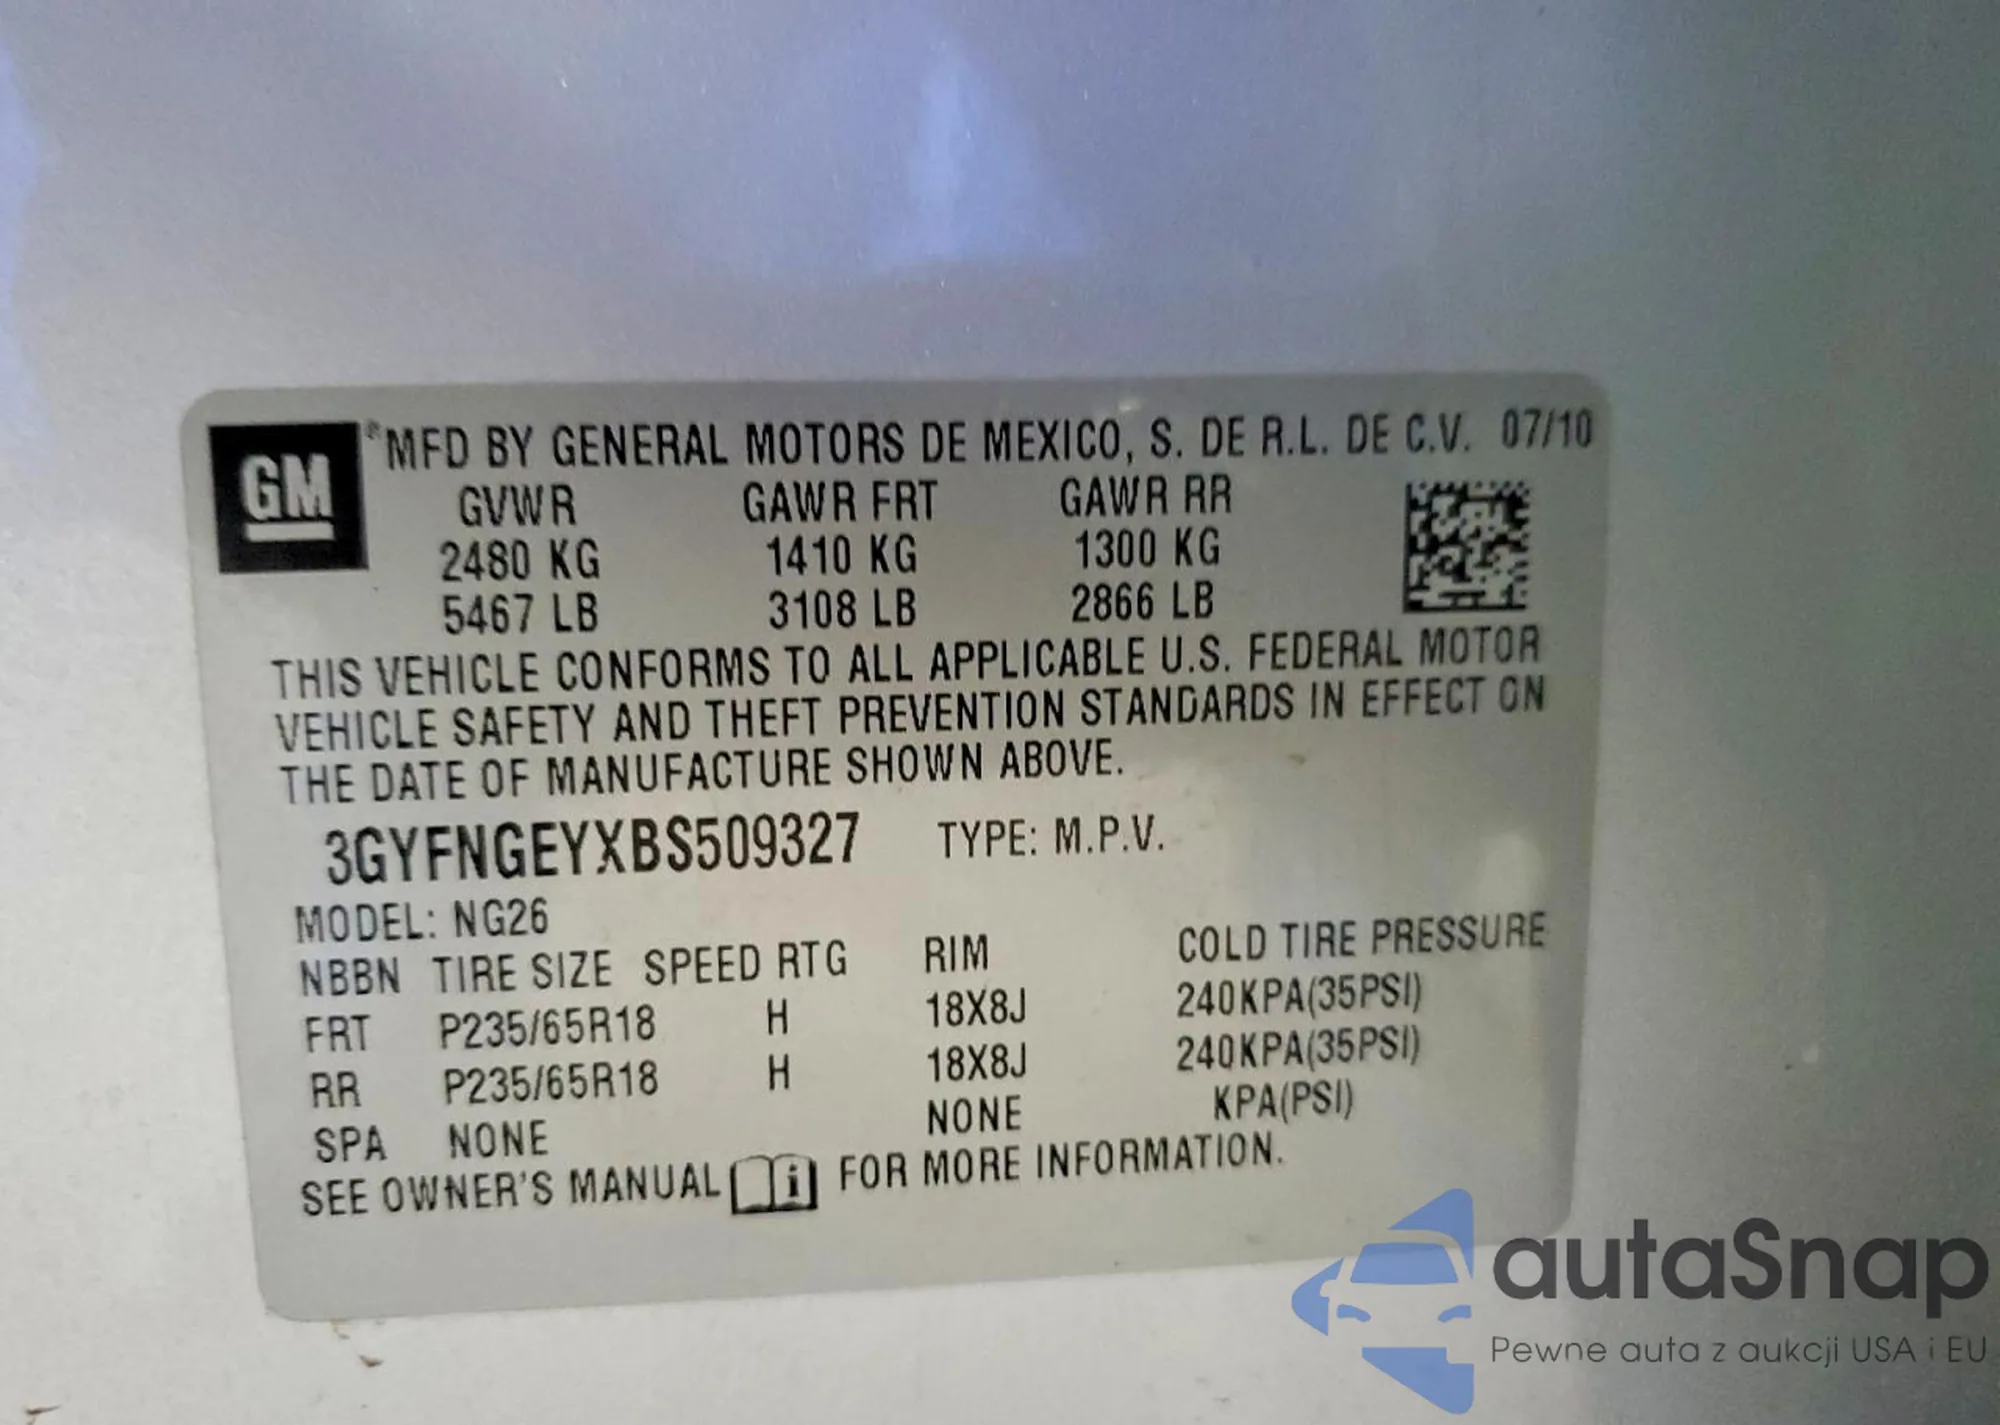 GM ®MFD BY GENERAL MOTORS DE MEXICO, S. DE R.L. DE C.V. 07/10
GVWR GAWR FRT GAWR RR
2480 KG 1410 KG 1300 KG
5467 LB 3108 LB 2866 LB
THIS VEHICLE CONFORMS TO ALL APPLICABLE U.S. FEDERAL MOTOR
VEHICLE SAFETY AND THEFT PREVENTION STANDARDS IN EFFECT ON
THE DATE OF MANUFACTURE SHOWN ABOVE.
3GYFNGEYXBS509327 TYPE: M.P.V.
MODEL: NG26
NBBN TIRE SIZE SPEED RTG RIM COLD TIRE PRESSURE
FRT P235/65R18 H 18X8J 240KPA(35PSI)
RR P235/65R18 H 18X8J 240KPA(35PSI)
SPA NONE NONE KPA(PSI)
SEE OWNER'S MANUAL i FOR MORE INFORMATION.
autaSnap
Pewne auta z aukcji USA i EU